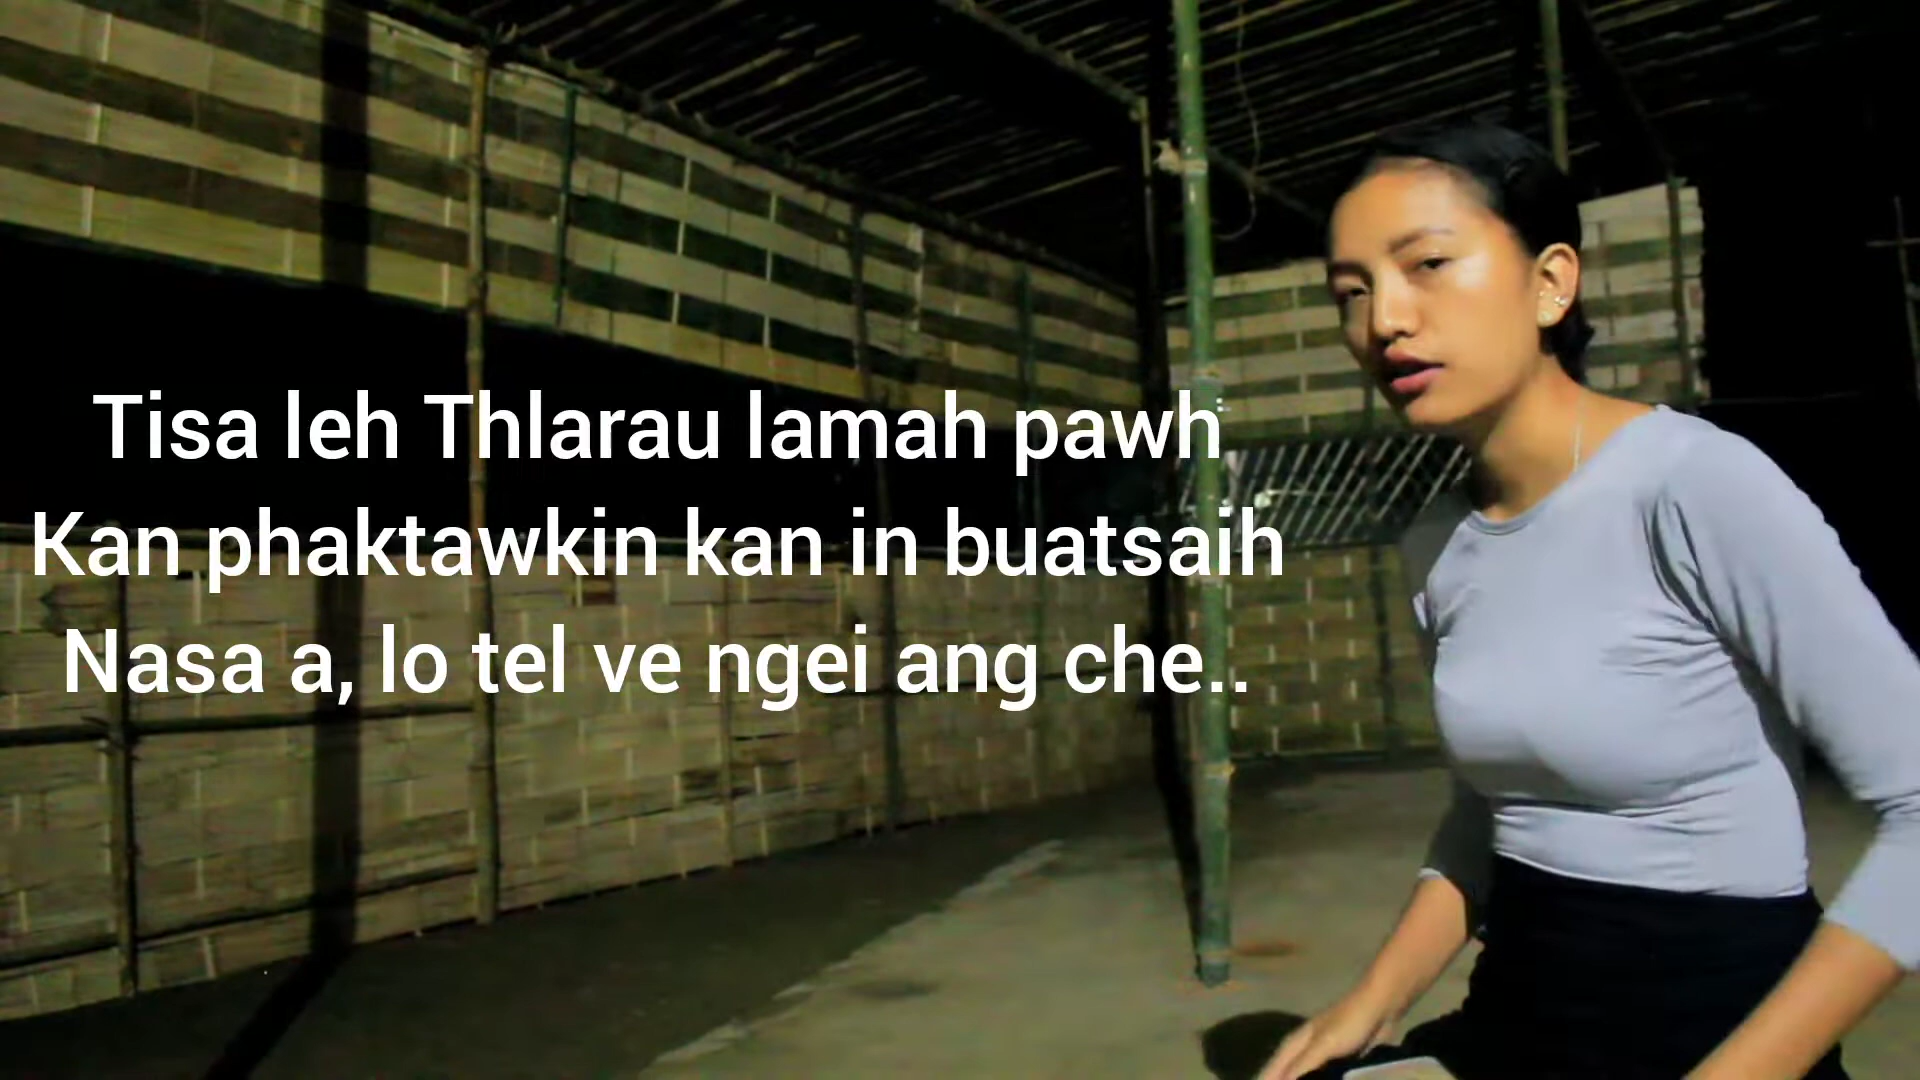 Tisa leh Thlarau lamah pawh
Kan phaktawkin kan in buatsaih
Nasa a, lo tel ve ngei ang che..